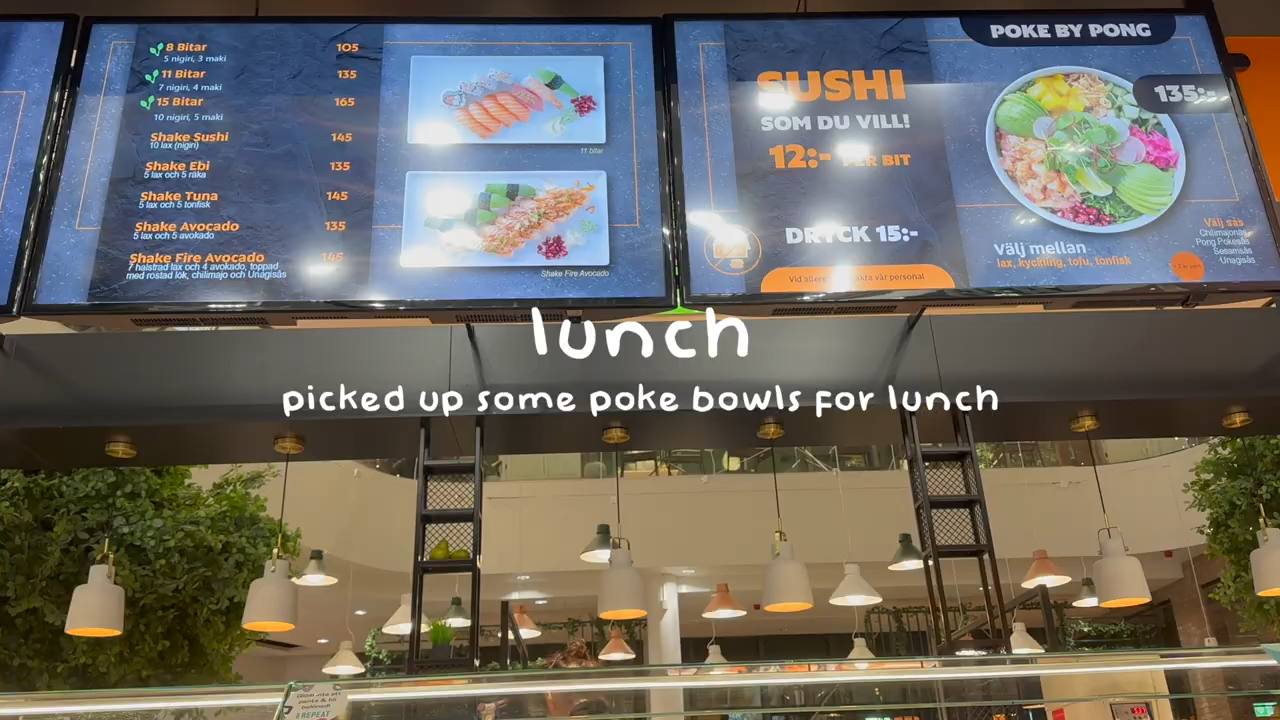 8 Bitar 105
5 nigiri, 3 maki
11 Bitar 135
7 nigiri, 4 maki
15 Bitar 165
10 nigiri, 5 maki
Shake Sushi 145
10 lax (nigiri)
Shake Ebi 135
5 lax och 5 räka
Shake Tuna 145
5 lax och 5 tonfisk
Shake Avocado 135
5 lax och 5 avokado
Shake Fire Avocado 145
7 halstrad lax och 4 avokado, toppad
med rostad lök, chilimajo och Unagisås
11 bitar
Shake Fire Avocado
SUSHI
SOM DU VILL!
12:- PER BIT
DRYCK 15:-
Vid allergi
vår personal
POKE BY PONG
135:-
Välj mellan
lax, kyckling, tofu, tonfisk
Välj sås
Chilimajonäs
Pong Pokesås
Sesamsås
Unagisås
lunch
picked up some poke bowls for lunch
#REPEAT